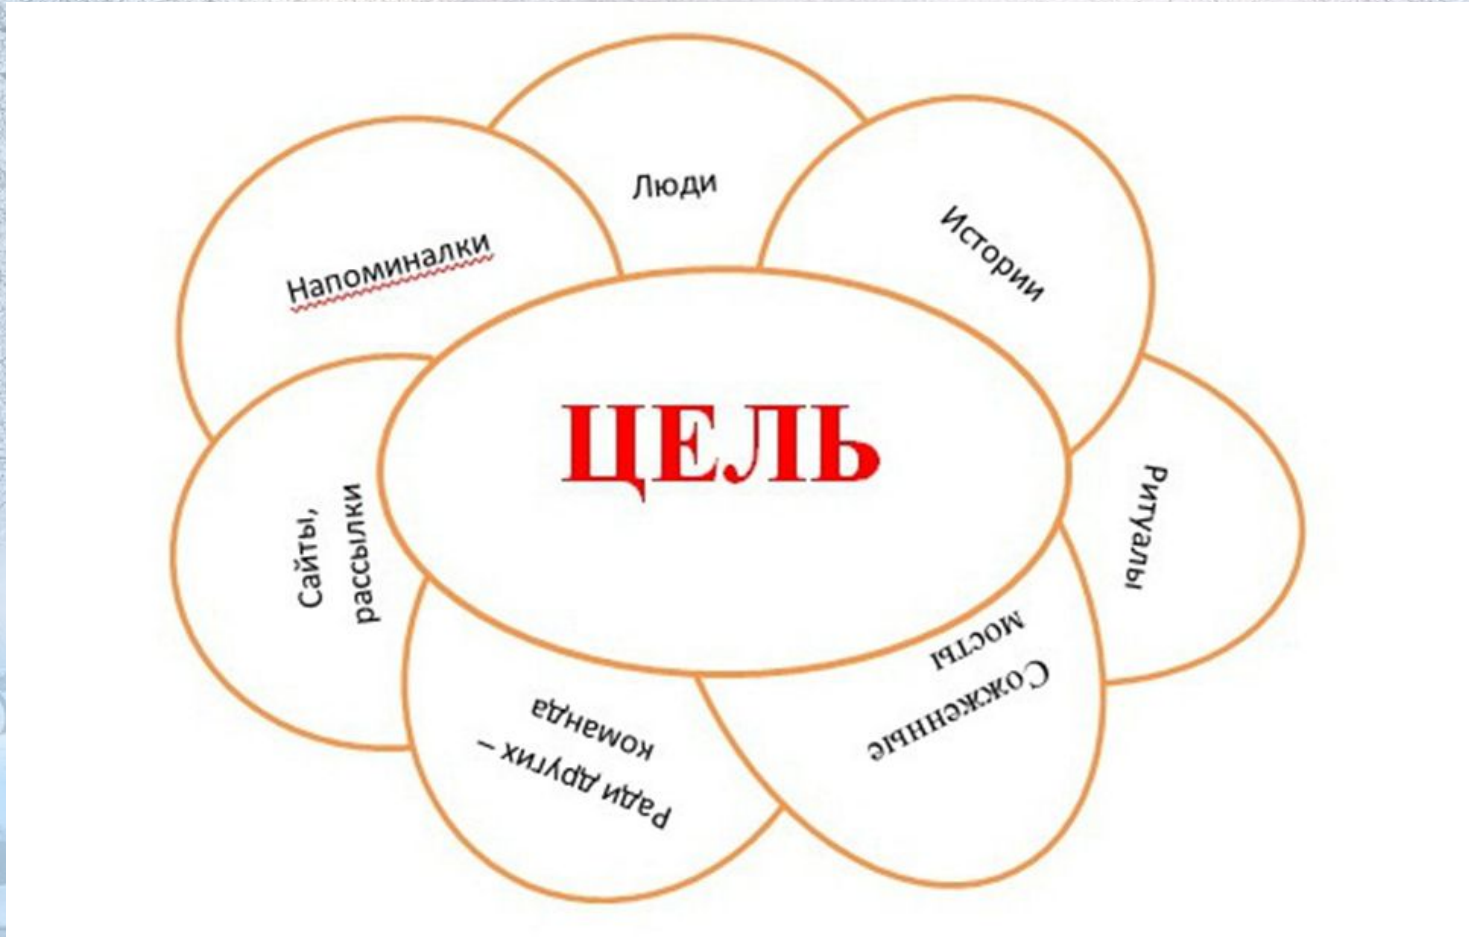 Люди
Истории
Напоминалки
ЦЕЛЬ
Ритуалы
Сайты,
рассылки
Сожженные
мосты
Ради других –
команда